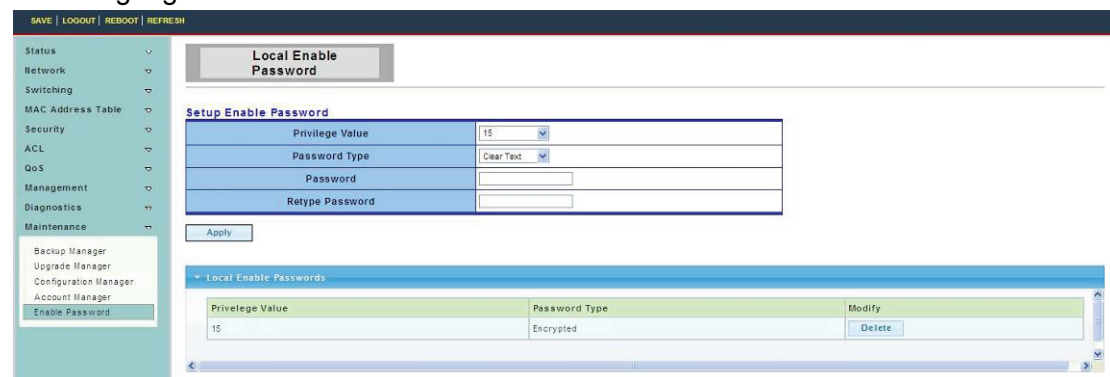 SAVE | LOGOUT | REBOOT | REFRESH
Status
Network
Switching
MAC Address Table
Security
ACL
QoS
Management
Diagnostics
Maintenance
Backup Manager
Upgrade Manager
Configuration Manager
Account Manager
Enable Password
Local Enable
Password
Setup Enable Password
Privilege Value 15
Password Type Clear Text
Password
Retype Password
Apply
Local Enable Passwords
Privelege Value Password Type Modify
15 Encrypted Delete